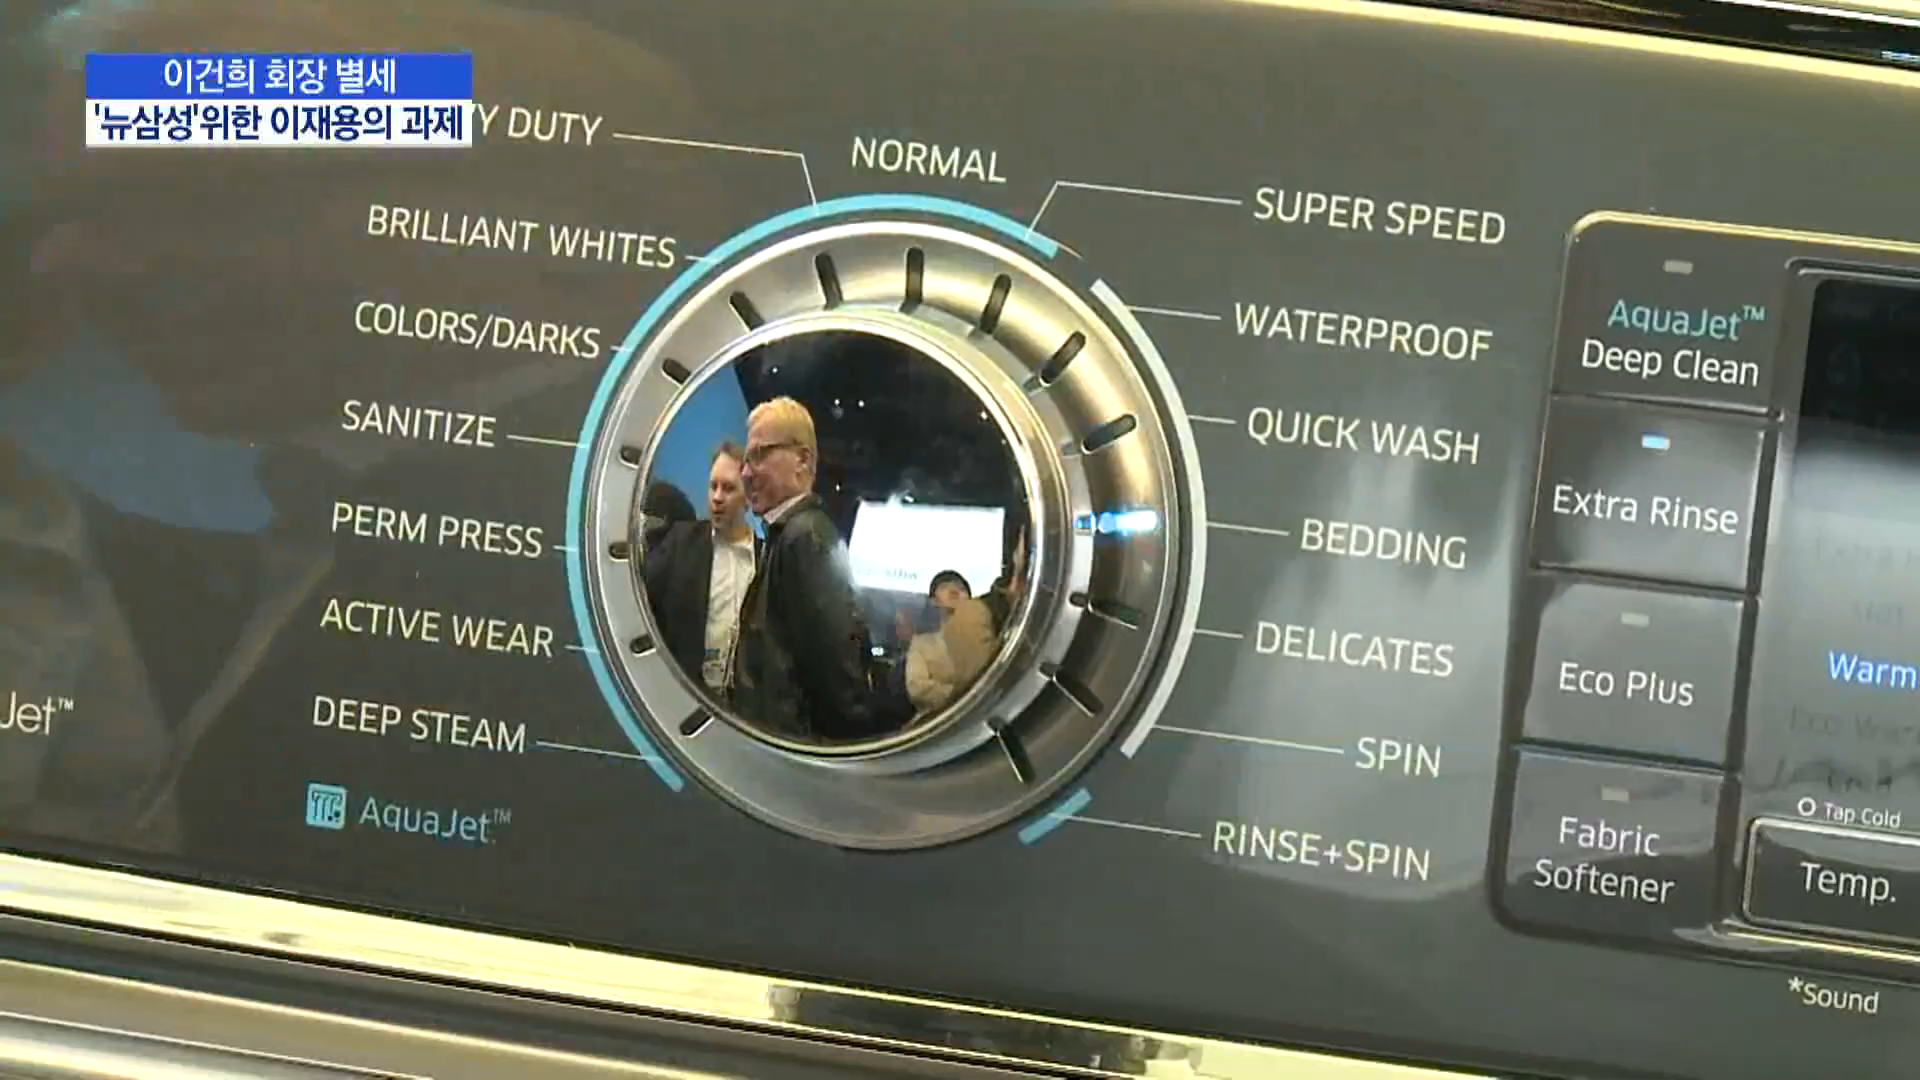 이건희 회장 별세
'뉴삼성'위한 이재용의 과제
Y DUTY
NORMAL
SUPER SPEED
BRILLIANT WHITES
WATERPROOF
COLORS/DARKS
QUICK WASH
SANITIZE
BEDDING
PERM PRESS
DELICATES
ACTIVE WEAR
SPIN
DEEP STEAM
RINSE+SPIN
AquaJet™
Jet™
AquaJet™
Deep Clean
Extra Rinse
Eco Plus
Fabric
Softener
Warm
Tap Cold
Temp.
*Sound